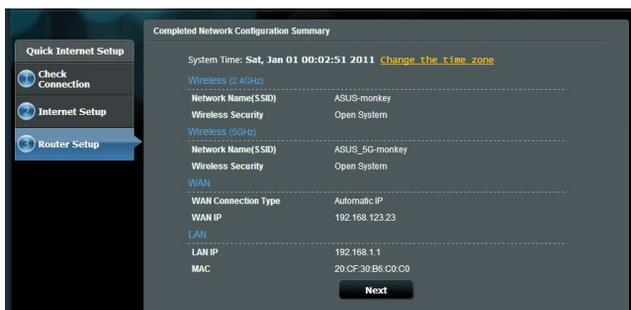 Completed Network Configuration Summary
Quick Internet Setup
1 Check Connection
2 Internet Setup
3 Router Setup
System Time: Sat, Jan 01 00:02:51 2011 Change the time zone
Wireless (2.4GHz)
Network Name(SSID) ASUS-monkey
Wireless Security Open System
Wireless (5GHz)
Network Name(SSID) ASUS_5G-monkey
Wireless Security Open System
WAN
WAN Connection Type Automatic IP
WAN IP 192.168.123.23
LAN
LAN IP 192.168.1.1
MAC 20:CF:30:B6:C0:C0
Next